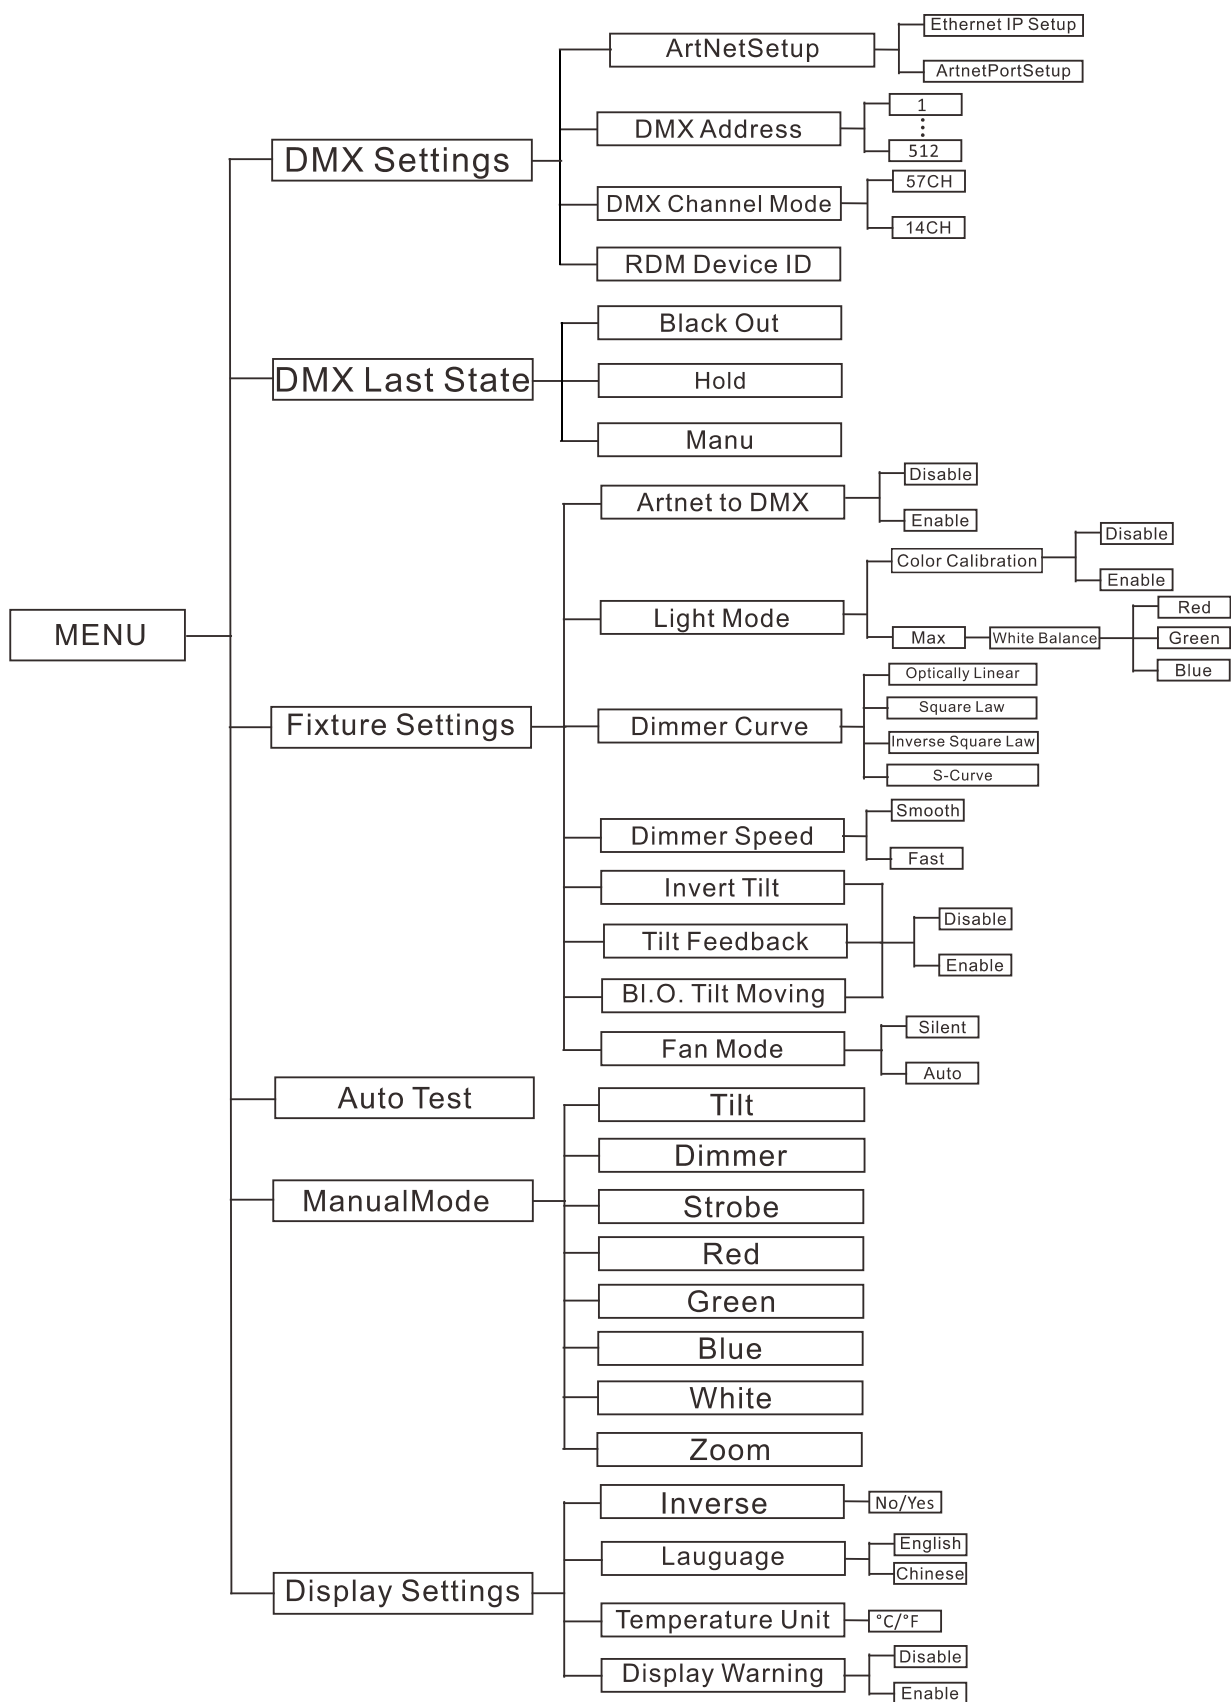 MENU
DMX Settings
ArtNetSetup
Ethernet IP Setup
ArtnetPortSetup
DMX Address
1
512
DMX Channel Mode
57CH
14CH
RDM Device ID
DMX Last State
Black Out
Hold
Manu
Fixture Settings
Artnet to DMX
Disable
Enable
Light Mode
Color Calibration
Disable
Enable
Max
White Balance
Red
Green
Blue
Dimmer Curve
Optically Linear
Square Law
Inverse Square Law
S-Curve
Dimmer Speed
Smooth
Fast
Invert Tilt
Tilt Feedback
Bl.O. Tilt Moving
Disable
Enable
Fan Mode
Silent
Auto
Auto Test
ManualMode
Tilt
Dimmer
Strobe
Red
Green
Blue
White
Zoom
Display Settings
Inverse
No/Yes
Lauguage
English
Chinese
Temperature Unit
°C/°F
Display Warning
Disable
Enable